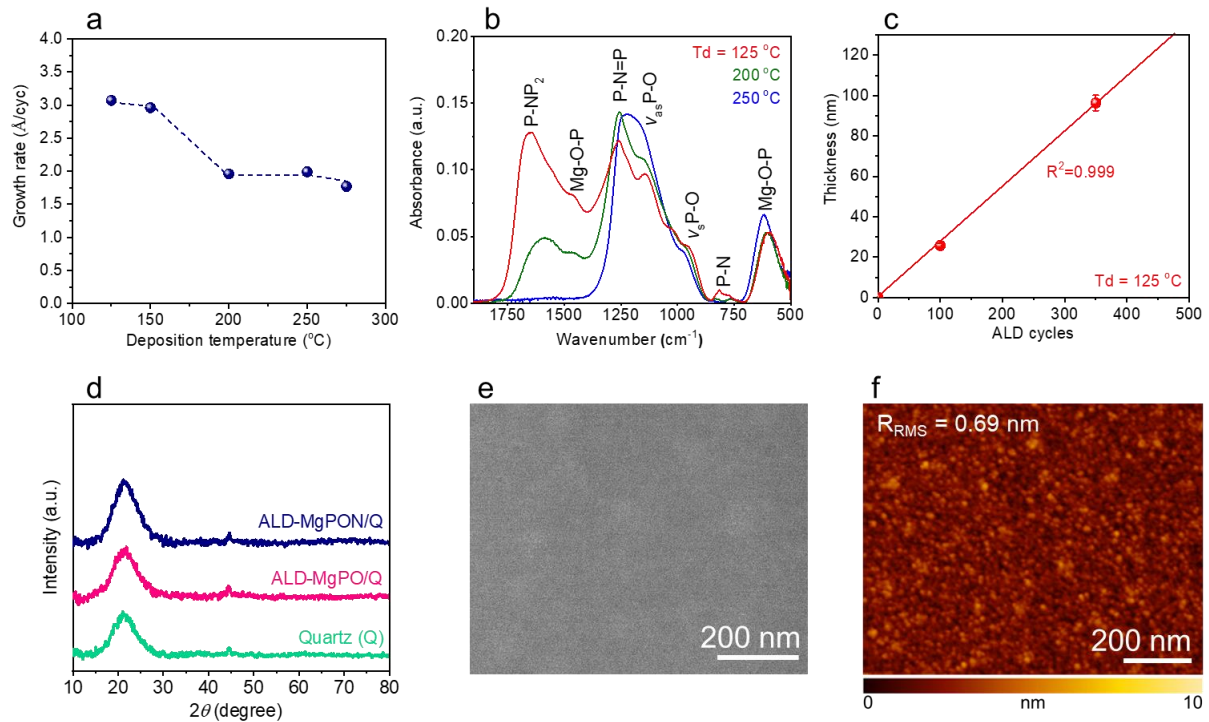 a
4.0
3.5
3.0
2.5
2.0
1.5
1.0
0.5
0.0
100 150 200 250 300
Growth rate (Å/cyc)
Deposition temperature (°C)
b
0.20
0.15
0.10
0.05
0.00
1750 1500 1250 1000 750 500
Absorbance (a.u.)
Wavenumber (cm⁻¹)
Td = 125 °C
200 °C
250 °C
P-NP₂
Mg-O-P
P-N=P
νasP-O
νsP-O
P-N
Mg-O-P
c
120
100
80
60
40
20
0
0 100 200 300 400 500
Thickness (nm)
ALD cycles
R²=0.999
Td = 125 °C
d
Intensity (a.u.)
ALD-MgPON/Q
ALD-MgPO/Q
Quartz (Q)
10 20 30 40 50 60 70 80
2θ (degree)
e
200 nm
f
RRMS = 0.69 nm
200 nm
0 nm 10